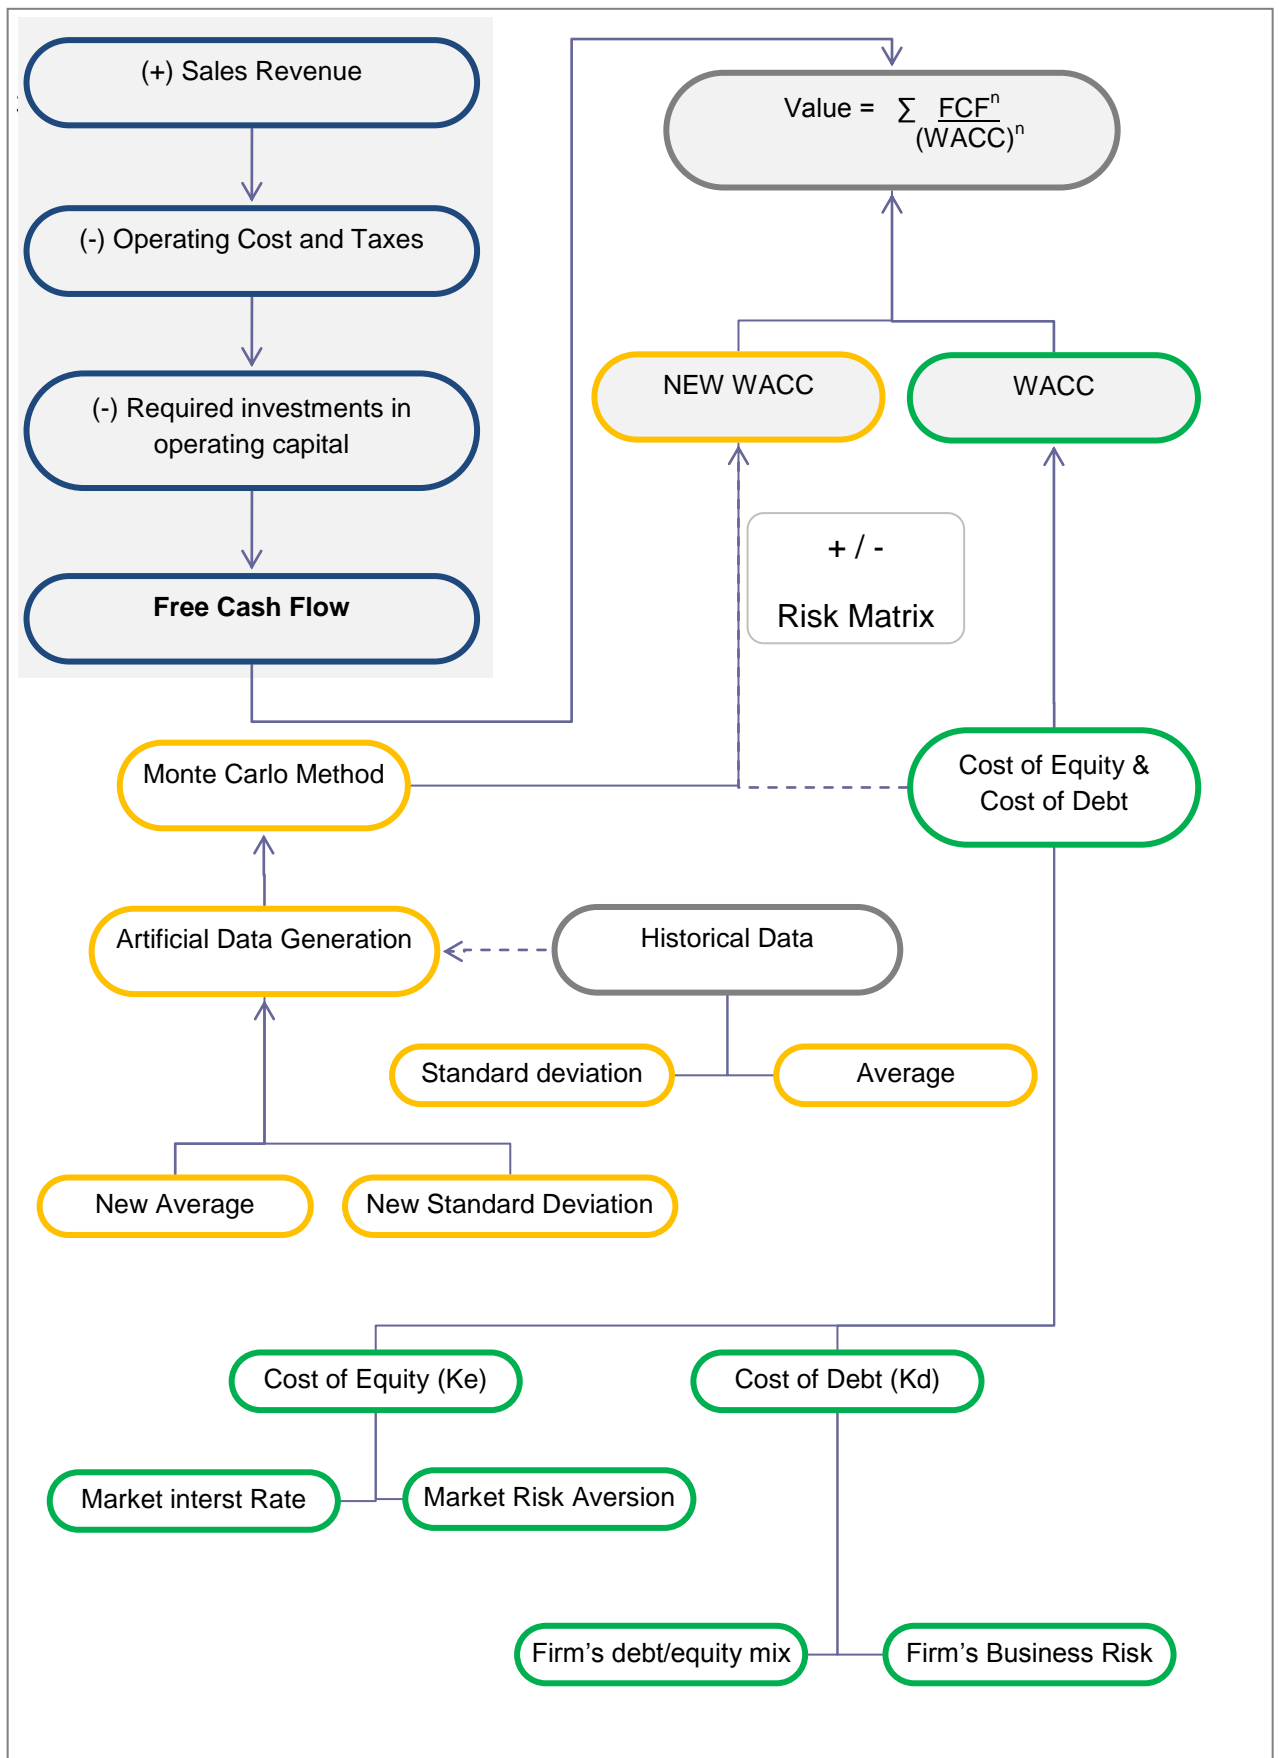 (+) Sales Revenue
(-) Operating Cost and Taxes
(-) Required investments in
operating capital
Free Cash Flow
Value = ∑ FCFⁿ
(WACC)ⁿ
NEW WACC
WACC
+ / -
Risk Matrix
Monte Carlo Method
Cost of Equity &
Cost of Debt
Artificial Data Generation
Historical Data
Standard deviation
Average
New Average
New Standard Deviation
Cost of Equity (Ke)
Cost of Debt (Kd)
Market interst Rate
Market Risk Aversion
Firm’s debt/equity mix
Firm’s Business Risk